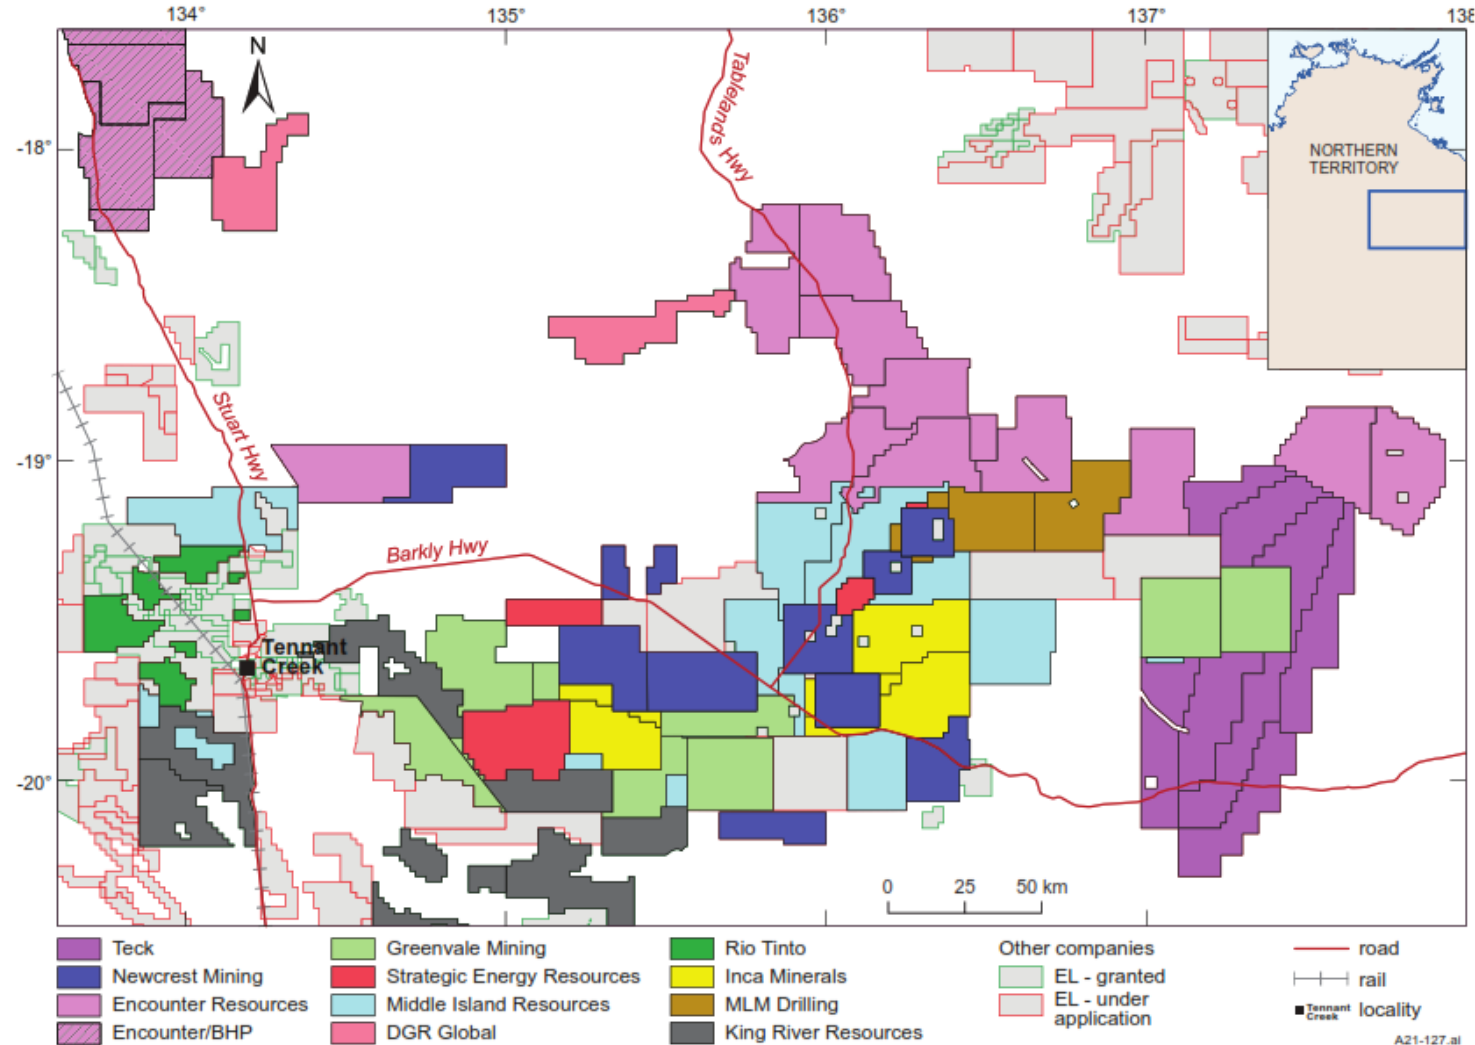 134°
135°
136°
137°
138
N
Tablelands Hwy
-18°
NORTHERN
TERRITORY
Stuart Hwy
-19°
Barkly Hwy
Tennant
Creek
-20°
0 25 50 km
Teck
Newcrest Mining
Encounter Resources
Encounter/BHP
Greenvale Mining
Strategic Energy Resources
Middle Island Resources
DGR Global
Rio Tinto
Inca Minerals
MLM Drilling
King River Resources
Other companies
EL - granted
EL - under
application
road
rail
Tennant
Creek
locality
A21-127.ai